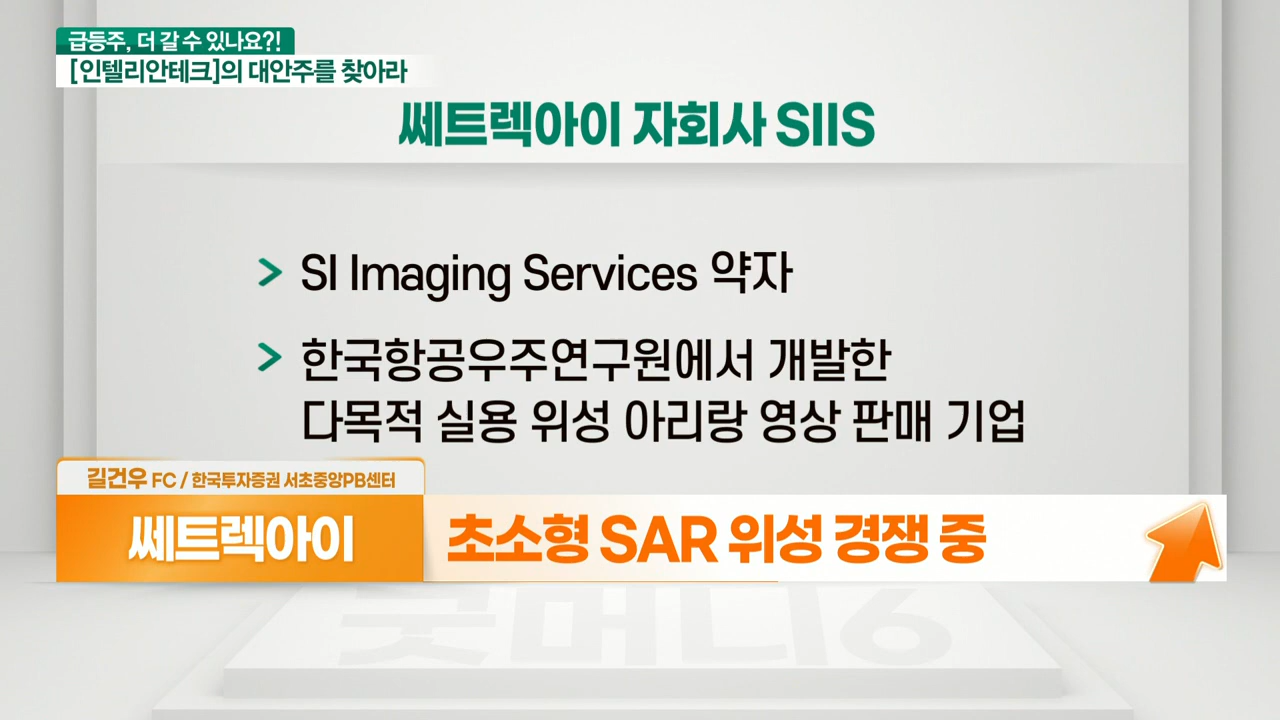 급등주, 더 갈 수 있나요?!
[인텔리안테크]의 대안주를 찾아라
쎄트렉아이 자회사 SIIS
> SI Imaging Services 약자
> 한국항공우주연구원에서 개발한
다목적 실용 위성 아리랑 영상 판매 기업
길건우 FC / 한국투자증권 서초중앙PB센터
쎄트렉아이
초소형 SAR 위성 경쟁 중
굿머니6